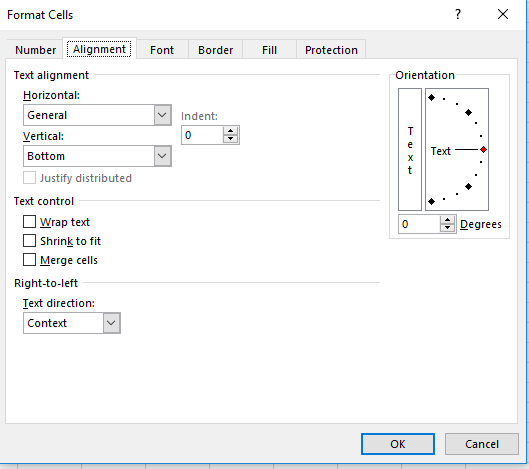 Format Cells
? ×
Number Alignment Font Border Fill Protection
Text alignment
Horizontal:
General
Indent:
0
Vertical:
Bottom
Justify distributed
Text control
Wrap text
Shrink to fit
Merge cells
Right-to-left
Text direction:
Context
Orientation
T
e
x
t
Text
0 Degrees
OK Cancel